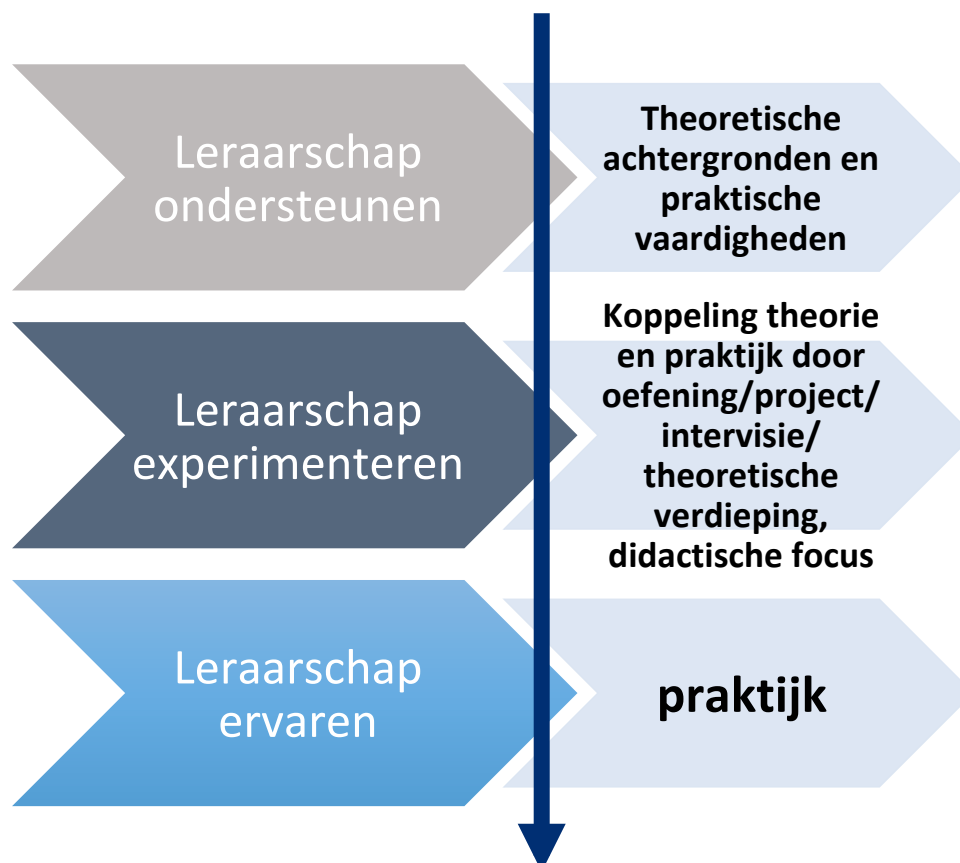 Leraarschap
ondersteunen
Theoretische
achtergronden en
praktische
vaardigheden
Leraarschap
experimenteren
Koppeling theorie
en praktijk door
oefening/project/
intervisie/
theoretische
verdieping,
didactische focus
Leraarschap
ervaren
praktijk